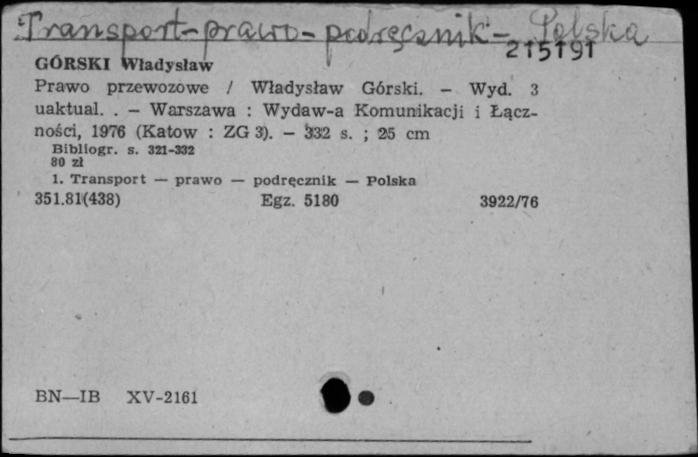 Transport-prawo-podręcznik-Polska
215191
GÓRSKI Władysław
Prawo przewozowe / Władysław Górski. – Wyd. 3
uaktual. . – Warszawa : Wydaw-a Komunikacji i Łącz-
ności, 1976 (Katow : ZG 3). – 332 s. ; 25 cm
Bibliogr. s. 321-332
80 zł
1. Transport — prawo — podręcznik — Polska
351.81(438) Egz. 5180 3922/76
BN—IB XV-2161